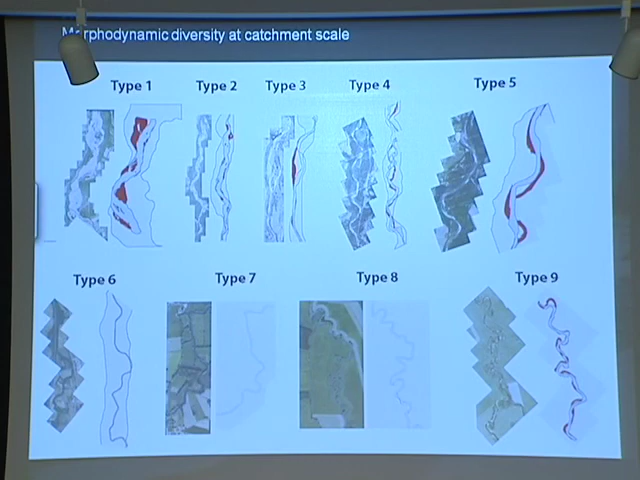 Morphodynamic diversity at catchment scale
Type 1 Type 2 Type 3 Type 4 Type 5
Type 6 Type 7 Type 8 Type 9